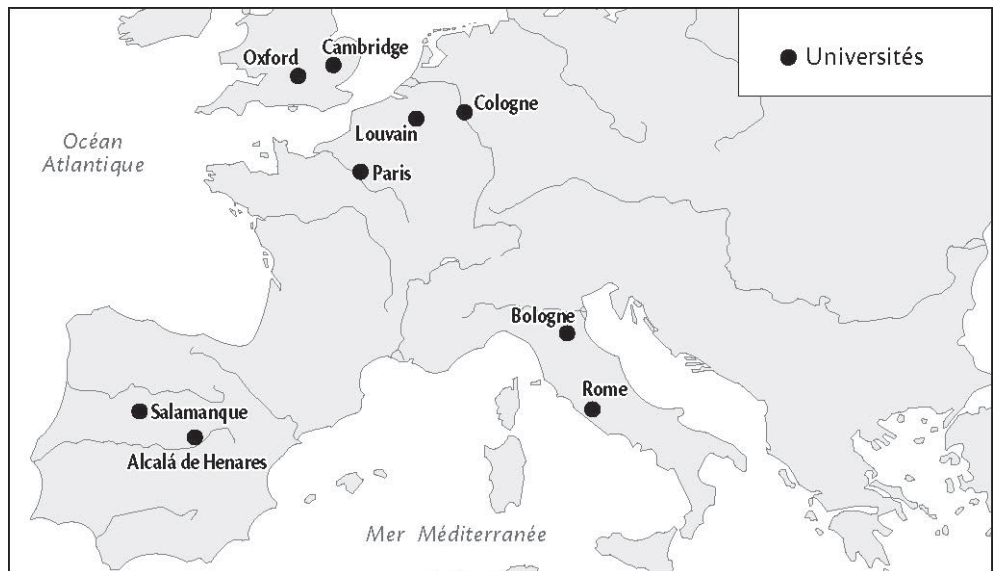 Universités
Cambridge
Oxford
Cologne
Océan
Atlantique
Louvain
Paris
Bologne
Rome
Salamanque
Alcalá de Henares
Mer Méditerranée